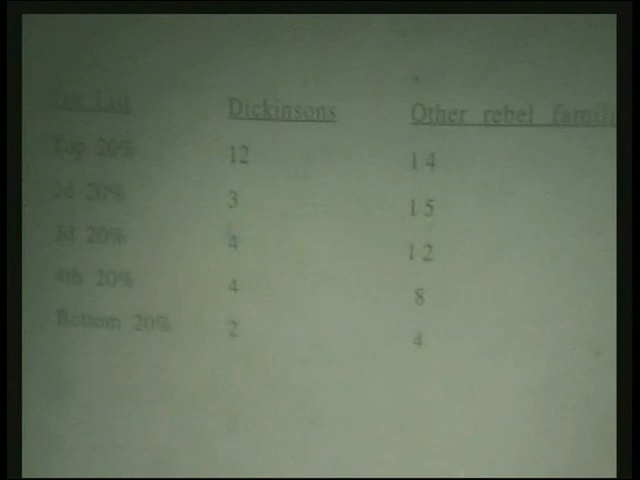 Tax List Dickinsons Other rebel famili
Top 20% 12 14
2d 20% 3 15
3d 20% 4 12
4th 20% 4 8
Bottom 20% 2 4